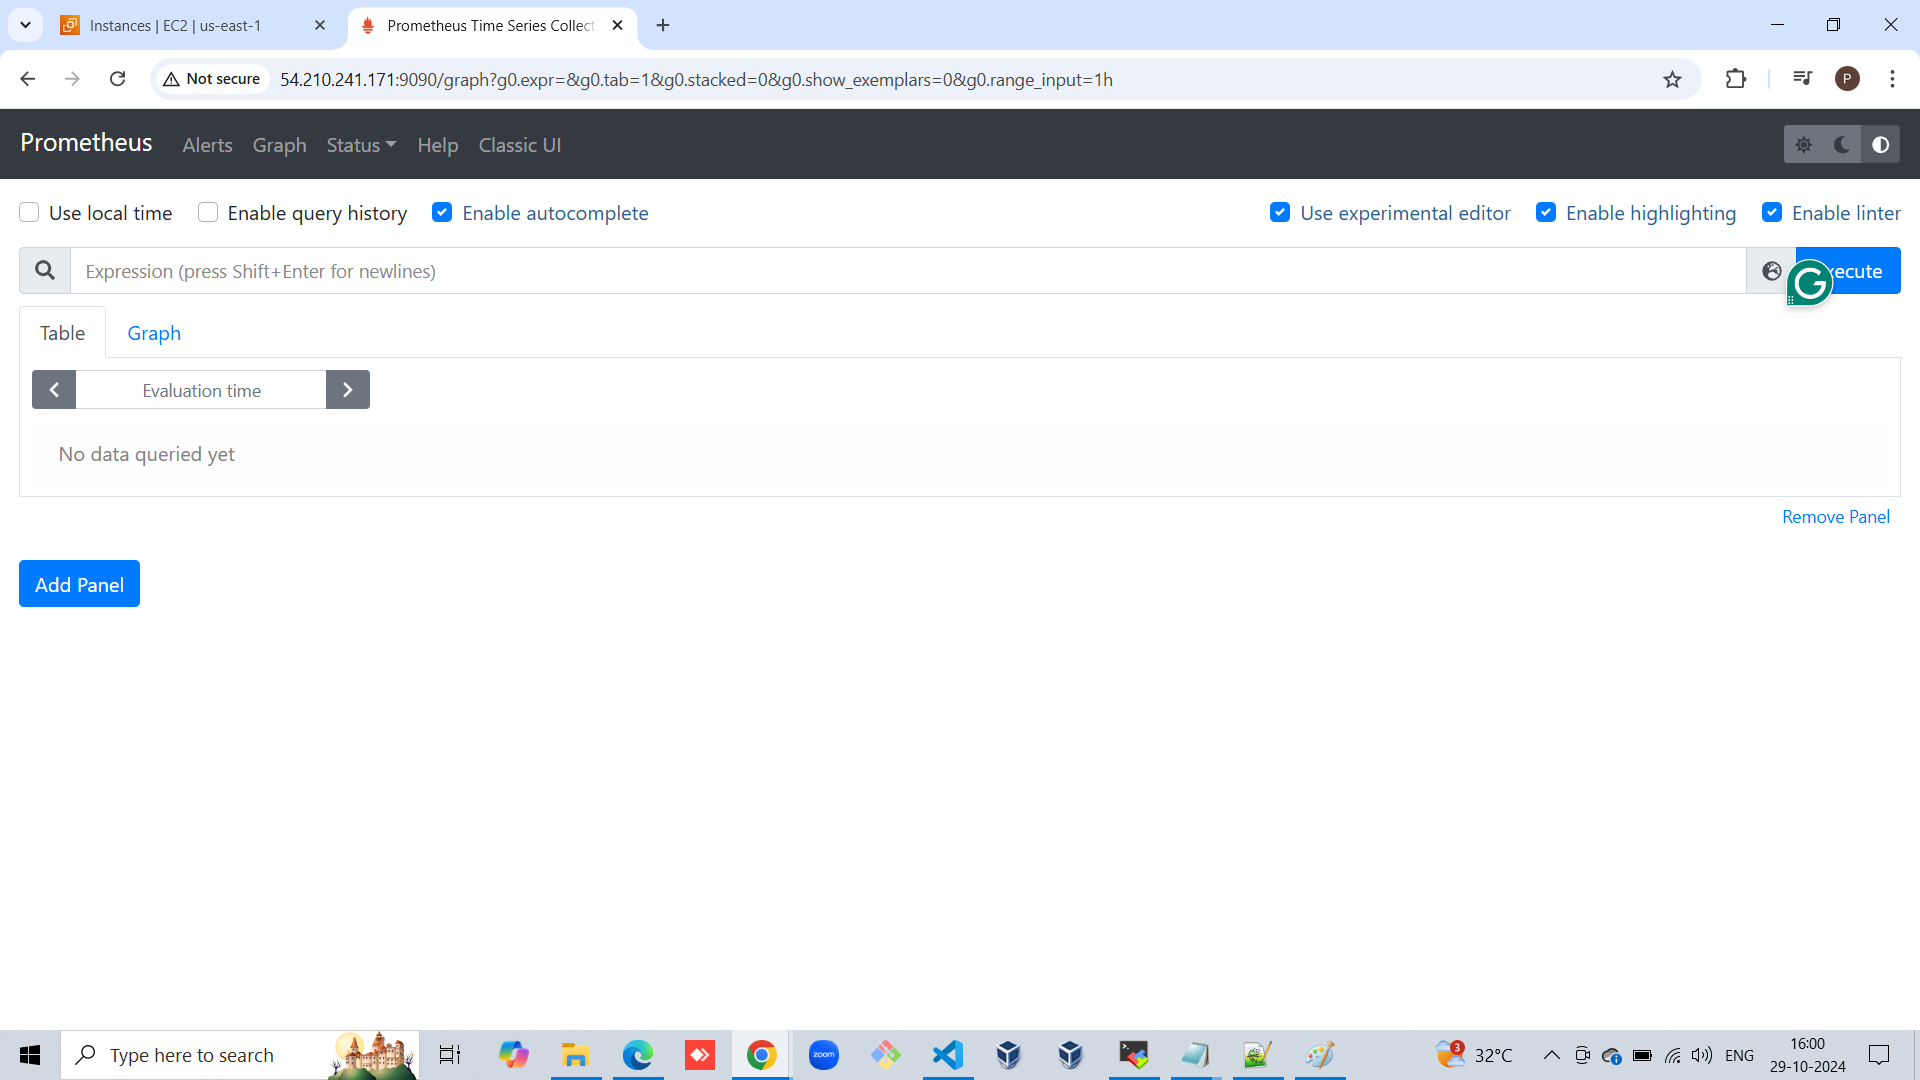 Instances | EC2 | us-east-1
Prometheus Time Series Collect
Not secure 54.210.241.171:9090/graph?g0.expr=&g0.tab=1&g0.stacked=0&g0.show_exemplars=0&g0.range_input=1h
P
Prometheus Alerts Graph Status Help Classic UI
Use local time Enable query history Enable autocomplete Use experimental editor Enable highlighting Enable linter
Expression (press Shift+Enter for newlines) ecute
G
Table Graph
Evaluation time
No data queried yet
Remove Panel
Add Panel
Type here to search zoom 3 32°C ENG 16:00
29-10-2024